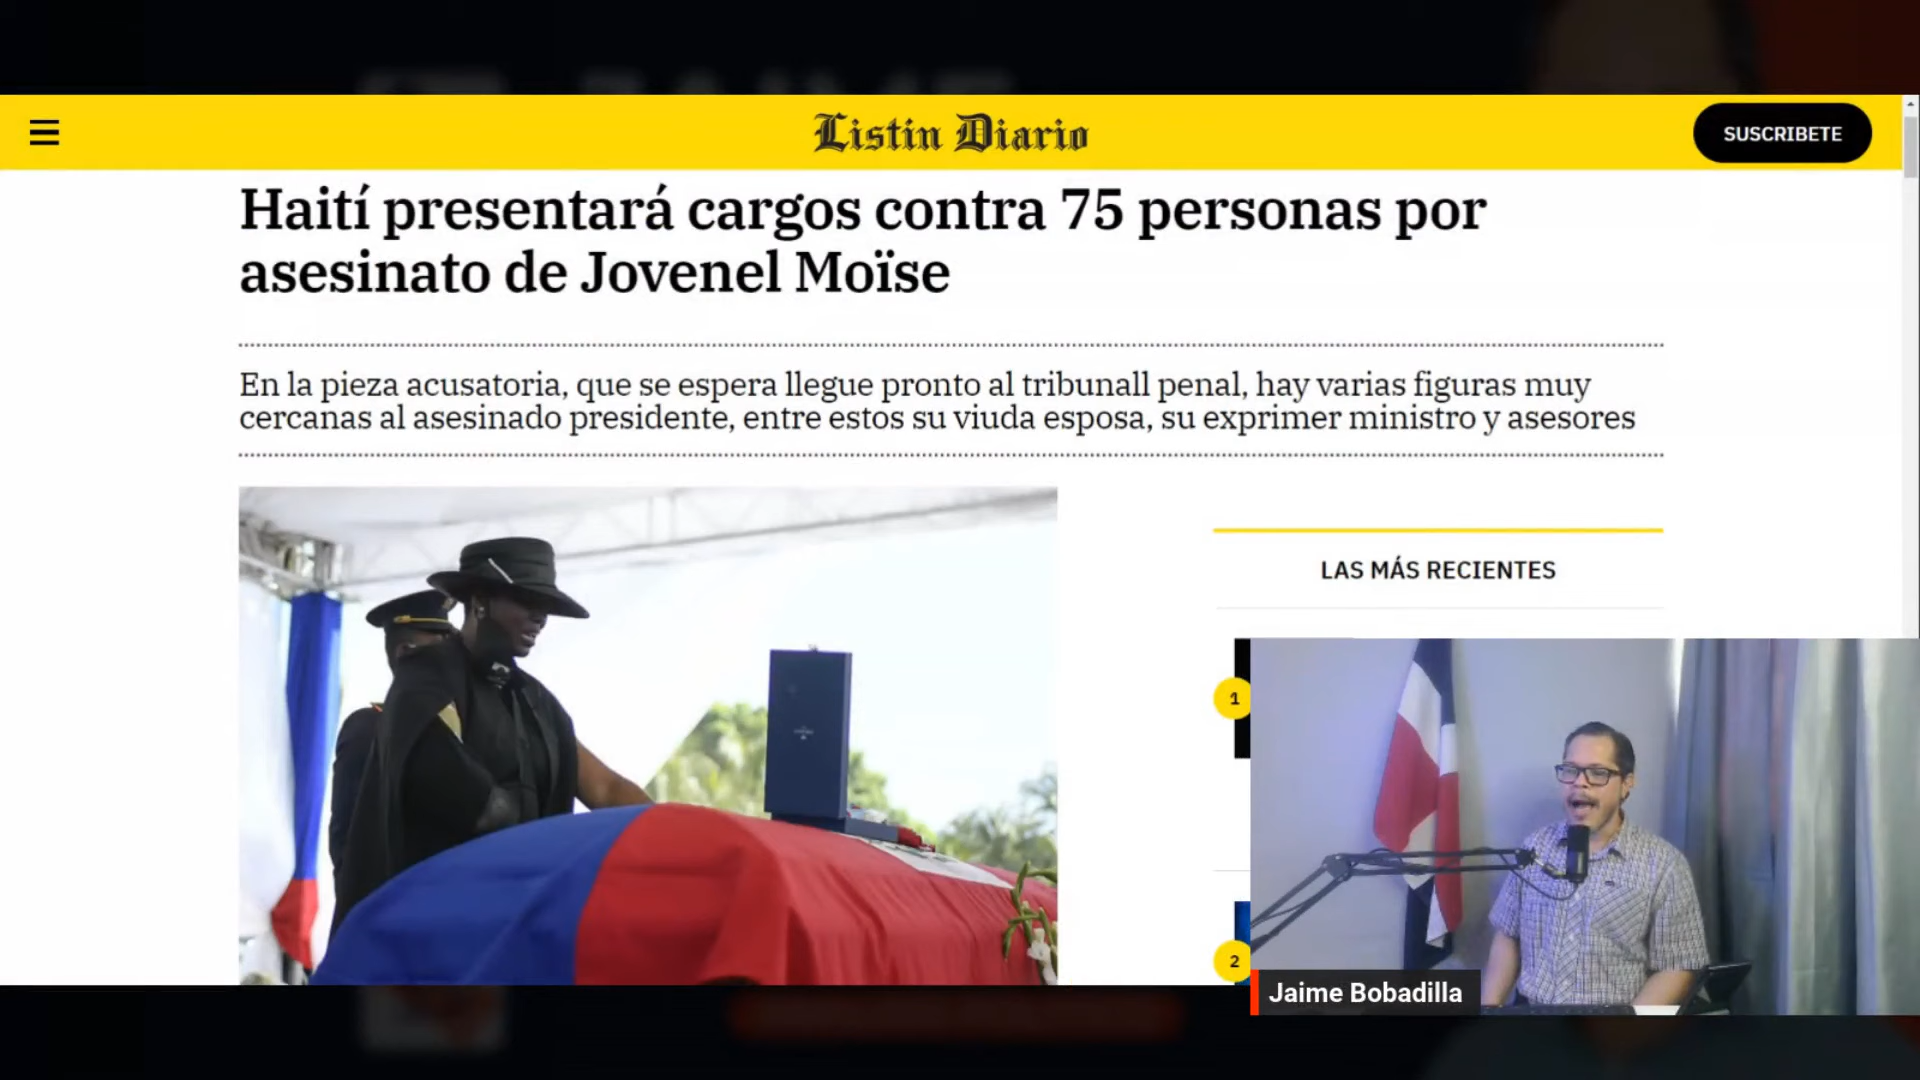 Listin Diario
SUSCRIBETE
Haití presentará cargos contra 75 personas por
asesinato de Jovenel Moïse
En la pieza acusatoria, que se espera llegue pronto al tribunall penal, hay varias figuras muy
cercanas al asesinado presidente, entre estos su viuda esposa, su exprimer ministro y asesores
LAS MÁS RECIENTES
1
2
Jaime Bobadilla